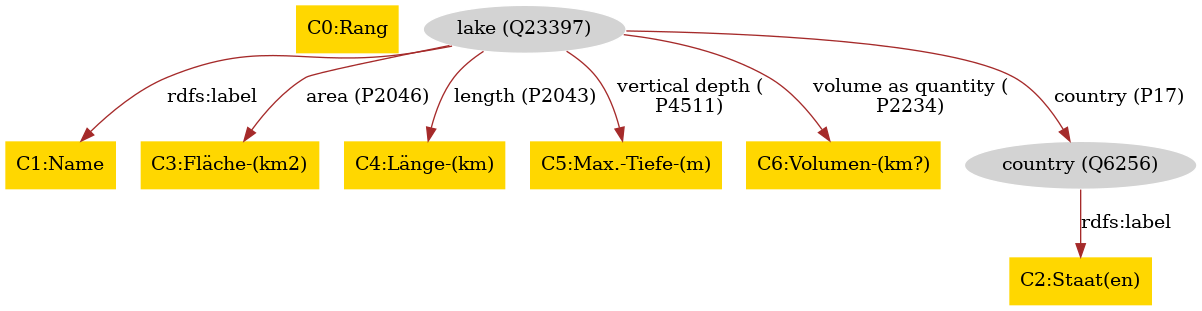 C0:Rang
lake (Q23397)
rdfs:label
area (P2046)
length (P2043)
vertical depth (
P4511)
volume as quantity (
P2234)
country (P17)
C1:Name
C3:Fläche-(km2)
C4:Länge-(km)
C5:Max.-Tiefe-(m)
C6:Volumen-(km?)
country (Q6256)
rdfs:label
C2:Staat(en)